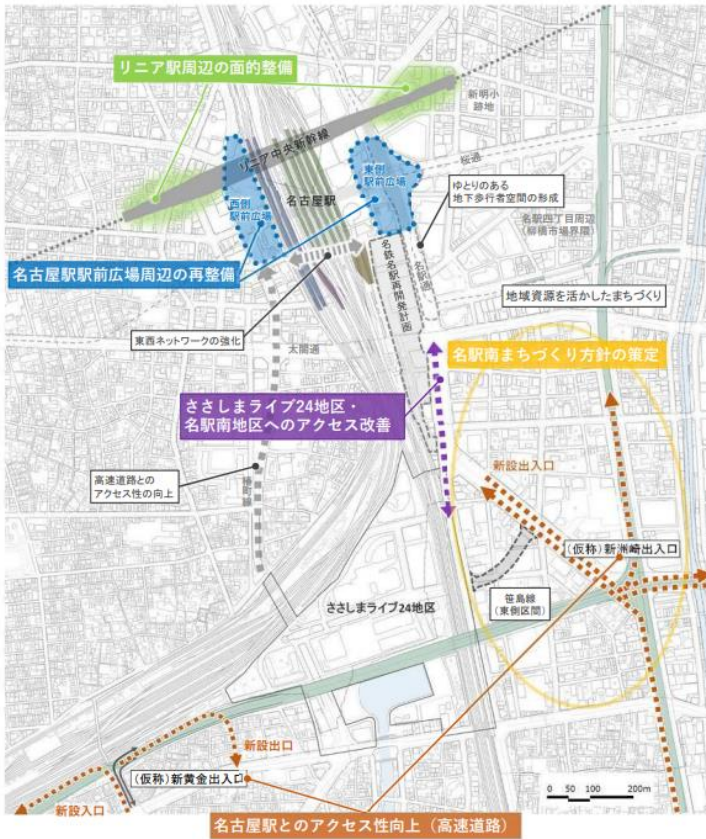 リニア駅周辺の面的整備
新明小
跡地
リニア中央新幹線
桜通
東側
駅前広場
名古屋駅
西側
駅前広場
ゆとりのある
地下歩行者空間の形成
名駅四丁目周辺
(柳橋市場界隈)
名古屋駅駅前広場周辺の再整備
名鉄名駅再開発計画
名駅通
地域資源を活かしたまちづくり
東西ネットワークの強化
太閤通
名駅南まちづくり方針の策定
ささしまライブ24地区・
名駅南地区へのアクセス改善
新設出入口
高速道路との
アクセス性の向上
椿町線
(仮称)新洲崎出入口
笹島線
(東側区間)
ささしまライブ24地区
新設出口
(仮称)新黄金出入口
新設入口
0 50 100 200m
名古屋駅とのアクセス性向上(高速道路)